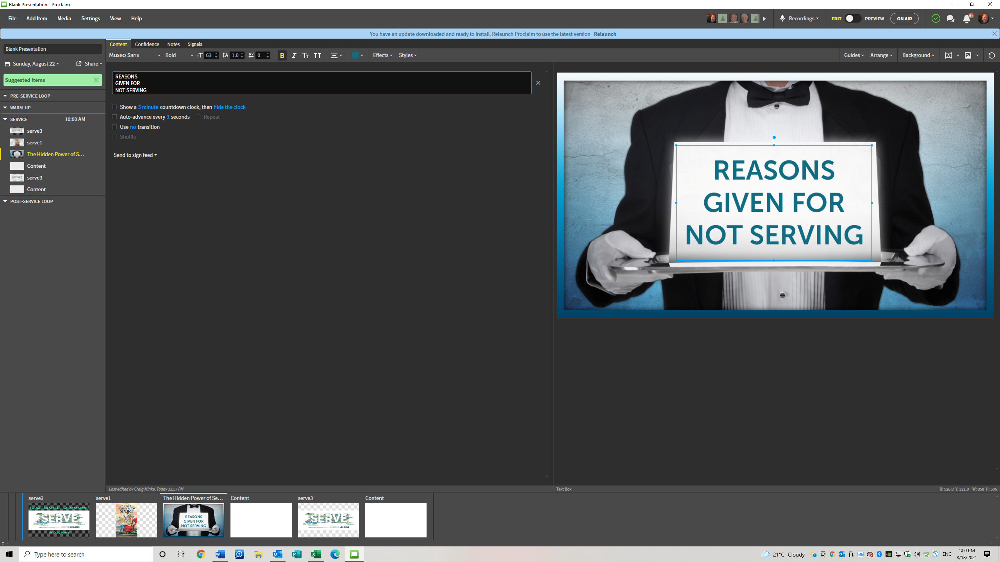 Blank Presentation - Proclaim
File Add Item Media Settings View Help
Recordings EDIT PREVIEW ON AIR 9+
You have an update downloaded and ready to install. Relaunch Proclaim to use the latest version Relaunch
Blank Presentation
Content Confidence Notes Signals
Museo Sans Bold 63 1.0 0 B I Effects Styles
Guides Arrange Background
Sunday, August 22 Share
Suggested Items
PRE-SERVICE LOOP
WARM-UP
SERVICE 10:00 AM
serve3
serve1
The Hidden Power of S...
Content
serve3
Content
POST-SERVICE LOOP
REASONS
GIVEN FOR
NOT SERVING
Show a 5 minute countdown clock, then hide the clock
Auto-advance every 3 seconds Repeat
Use no transition
Shuffle
Send to sign feed
REASONS
GIVEN FOR
NOT SERVING
Last edited by Craig Minke, Today 12:57 PM
Text Box X: 526.0 Y: 321.0 W: 858 H: 506
serve3 serve1 The Hidden Power of Se... Content serve3 Content
TODAY'S MESSAGE - "Called to Serve"
SERVE
BECOMING LIKE JESUS
By Craig Minke
CHURCH
NO SPECTATOR
SPORT
REASONS
GIVEN FOR
NOT SERVING
SERVE
BECOMING LIKE JESUS
Type here to search
21°C Cloudy ENG 1:00 PM
8/18/2021